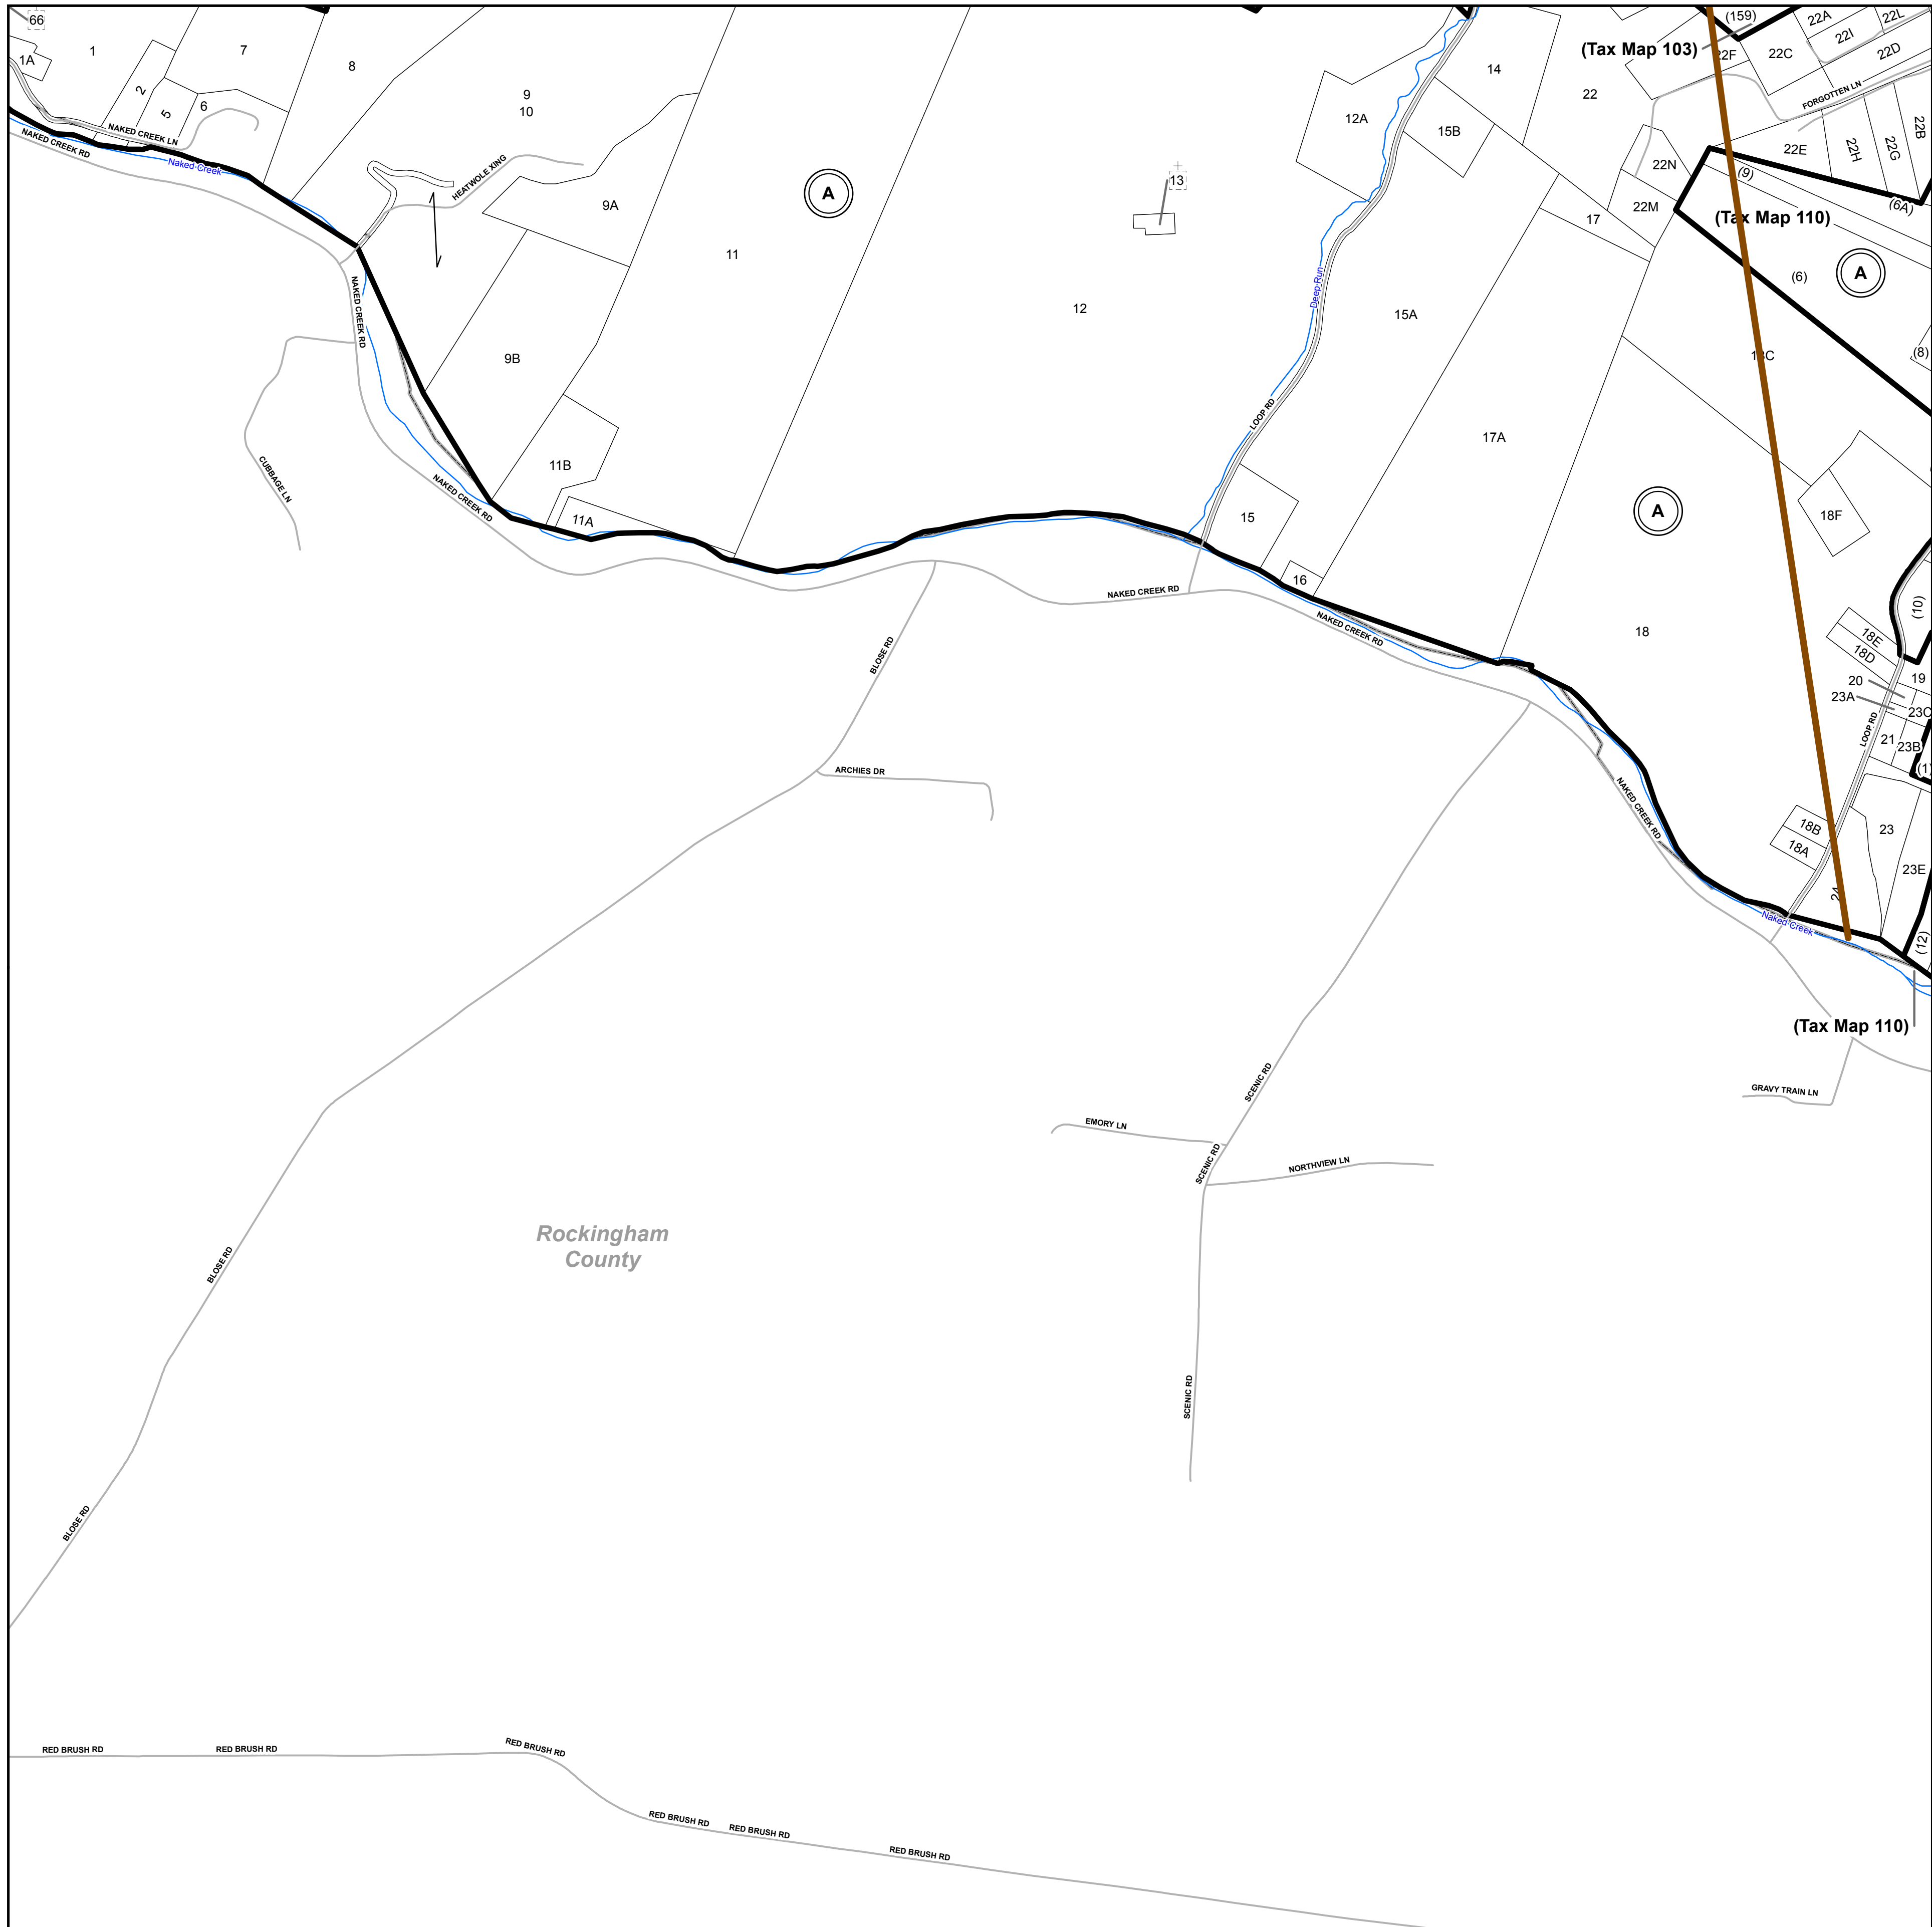 66
(159)
22A
22L
1
7
1A
(Tax Map 103)
22F
22C
22I
22D
8
14
2
9
10
22
FORGOTTEN LN
6
5
12A
15B
22B
NAKED CREEK LN
NAKED CREEK RD
Naked Creek
HEATWOLE XING
22E
22H
22G
22N
13
(9)
A
9A
22M
(6A)
17
(Tax Map 110)
11
A
(6)
Deep Run
12
15A
NAKED CREEK RD
(8)
9B
18C
LOOP RD
17A
11B
CUBBAGE LN
NAKED CREEK RD
A
18F
11A
15
16
NAKED CREEK RD
(10)
NAKED CREEK RD
18
18E
18D
BLOSE RD
19
20
23A
23C
LOOP RD
21
23B
(1)
ARCHIES DR
NAKED CREEK RD
18B
23
18A
23E
24
Naked Creek
(12)
(Tax Map 110)
SCENIC RD
GRAVY TRAIN LN
EMORY LN
SCENIC RD
NORTHVIEW LN
Rockingham
County
BLOSE RD
SCENIC RD
BLOSE RD
RED BRUSH RD
RED BRUSH RD
RED BRUSH RD
RED BRUSH RD
RED BRUSH RD
RED BRUSH RD